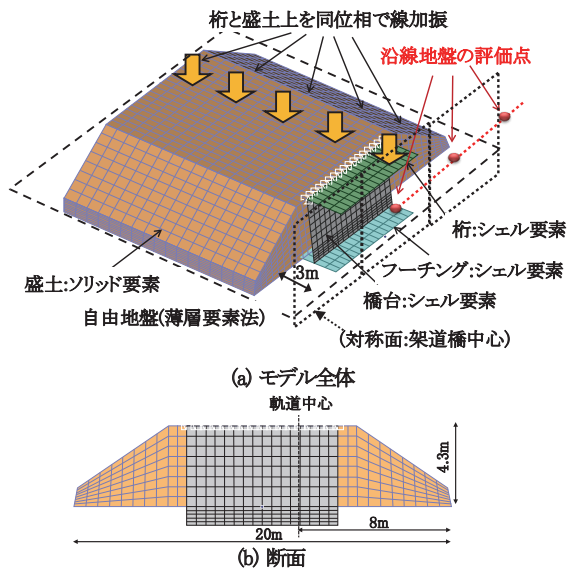 桁と盛土上を同位相で線加振
沿線地盤の評価点
桁:シェル要素
フーチング:シェル要素
3m
盛土:ソリッド要素
橋台:シェル要素
自由地盤(薄層要素法)
(対称面:架道橋中心)
(a) モデル全体
軌道中心
4.3m
8m
20m
(b) 断面